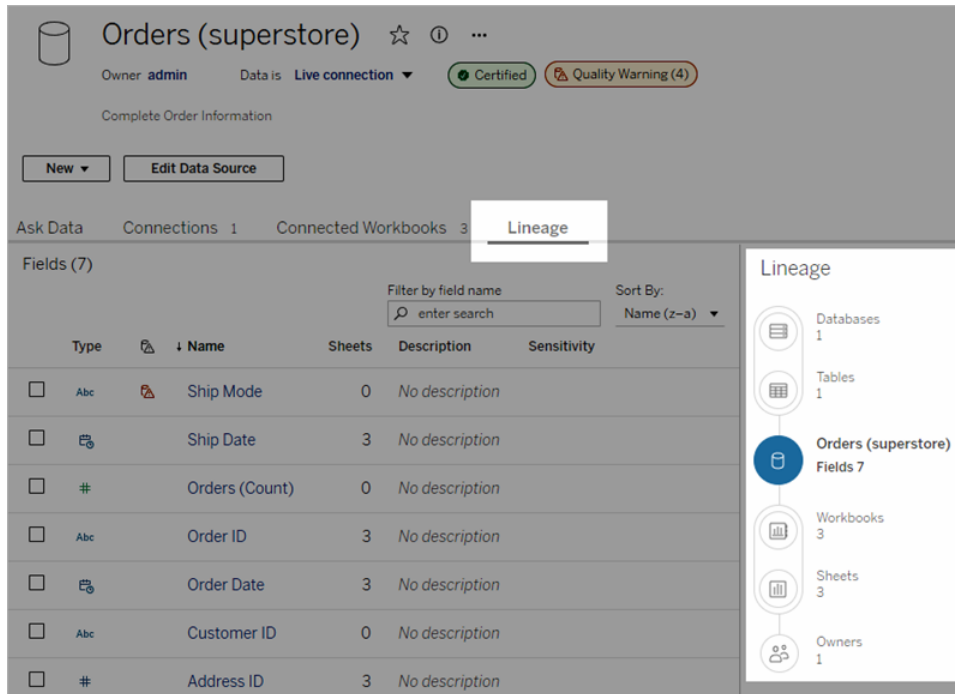 Orders (superstore)
Owner admin Data is Live connection Certified Quality Warning (4)
Complete Order Information
New Edit Data Source
Ask Data Connections 1 Connected Workbooks 3 Lineage
Fields (7)
Filter by field name Sort By:
enter search Name (z–a)
Type Name Sheets Description Sensitivity
Abc Ship Mode 0 No description
Ship Date 3 No description
# Orders (Count) 0 No description
Abc Order ID 3 No description
Order Date 3 No description
Abc Customer ID 0 No description
# Address ID 3 No description
Lineage
Databases
1
Tables
1
Orders (superstore)
Fields 7
Workbooks
3
Sheets
3
Owners
1